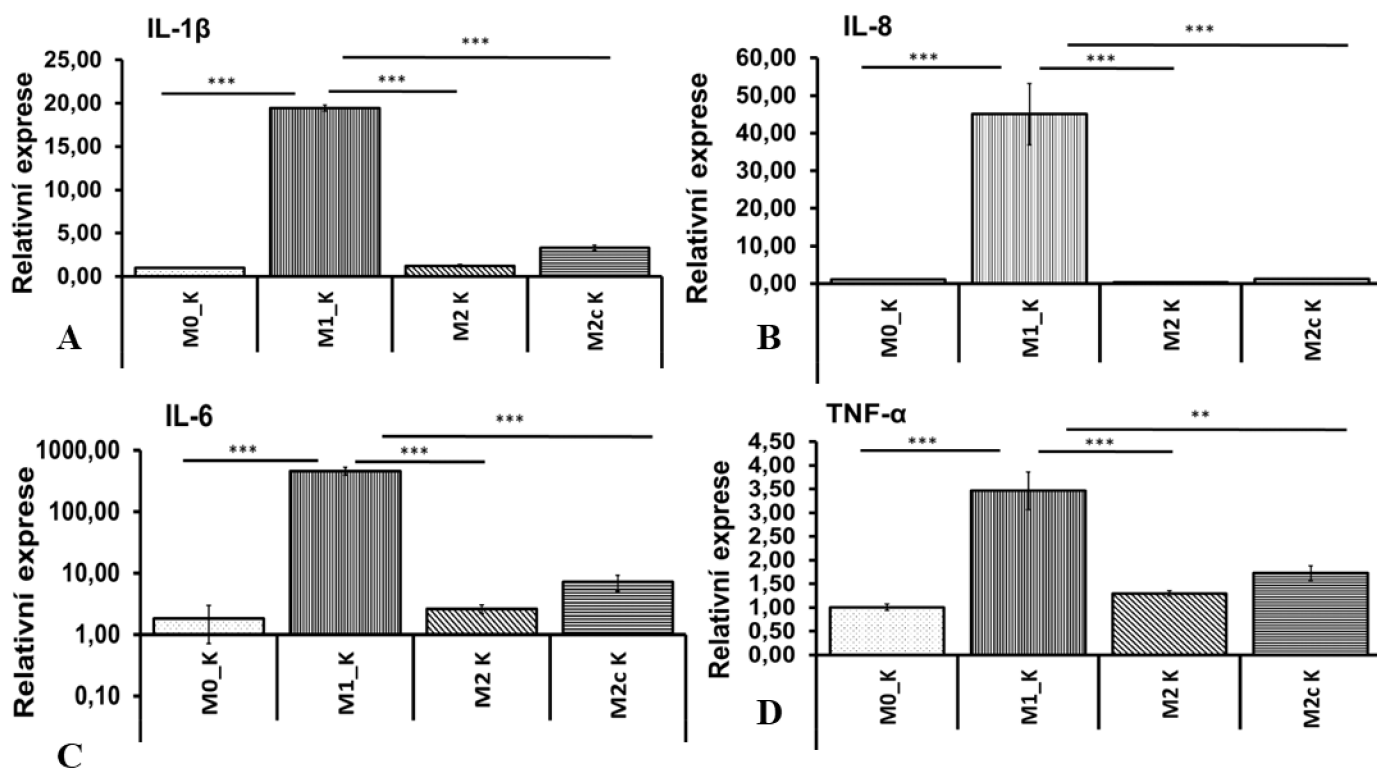 IL-1β
Relativní exprese
25,00
20,00
15,00
10,00
5,00
0,00
***
***
***
M0_K
M1_K
M2 K
M2c K
A
IL-8
Relativní exprese
60,00
50,00
40,00
30,00
20,00
10,00
0,00
***
***
***
M0_K
M1_K
M2 K
M2c K
B
IL-6
Relativní exprese
1000,00
100,00
10,00
1,00
0,10
***
***
***
M0_K
M1_K
M2 K
M2c K
C
TNF-α
Relativní exprese
4,50
4,00
3,50
3,00
2,50
2,00
1,50
1,00
0,50
0,00
***
***
**
M0_K
M1_K
M2 K
M2c K
D